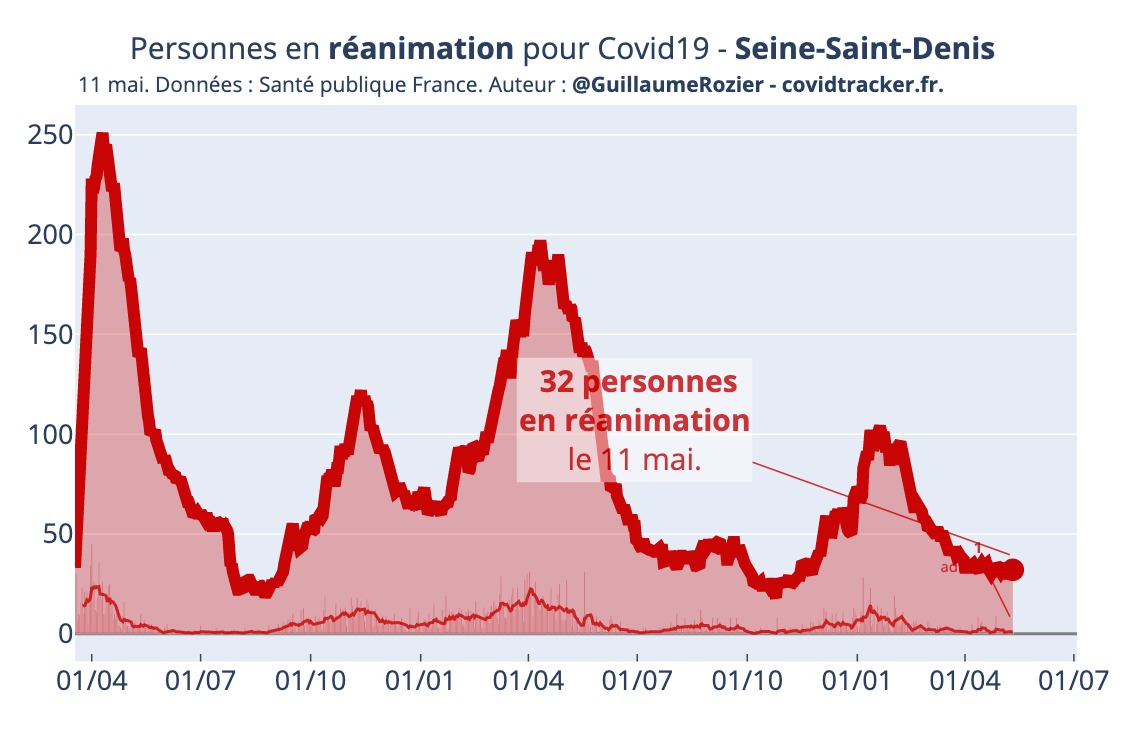 Personnes en réanimation pour Covid19 - Seine-Saint-Denis
11 mai. Données : Santé publique France. Auteur : @GuillaumeRozier - covidtracker.fr.
250
200
150
100
50
0
32 personnes
en réanimation
le 11 mai.
1
ad
01/04 01/07 01/10 01/01 01/04 01/07 01/10 01/01 01/04 01/07